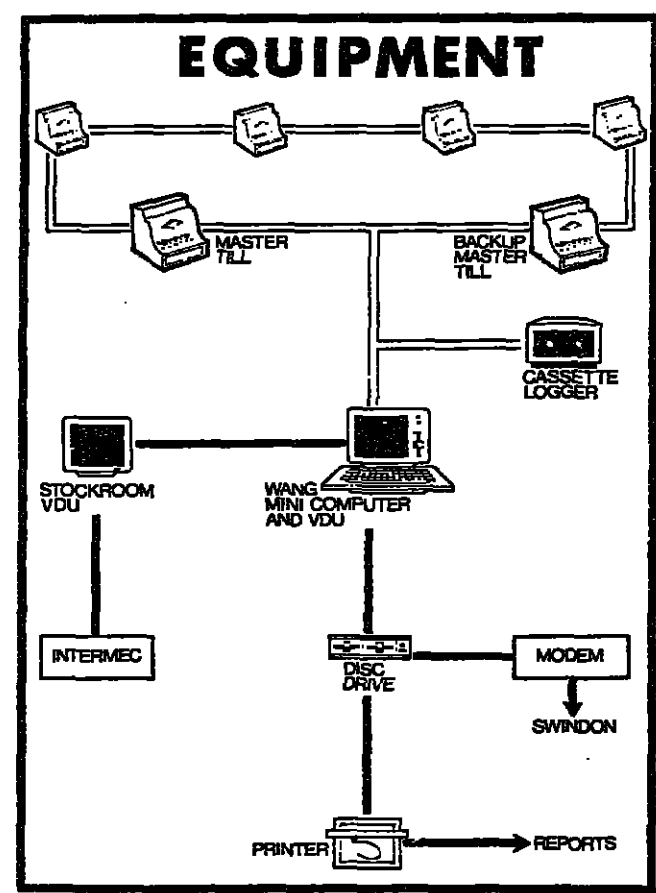 EQUIPMENT
MASTER
TILL
BACKUP
MASTER
TILL
CASSETTE
LOGGER
STOCKROOM
VDU
WANG
MINI COMPUTER
AND VDU
INTERMEC
DISC
DRIVE
MODEM
SWINDON
PRINTER
REPORTS